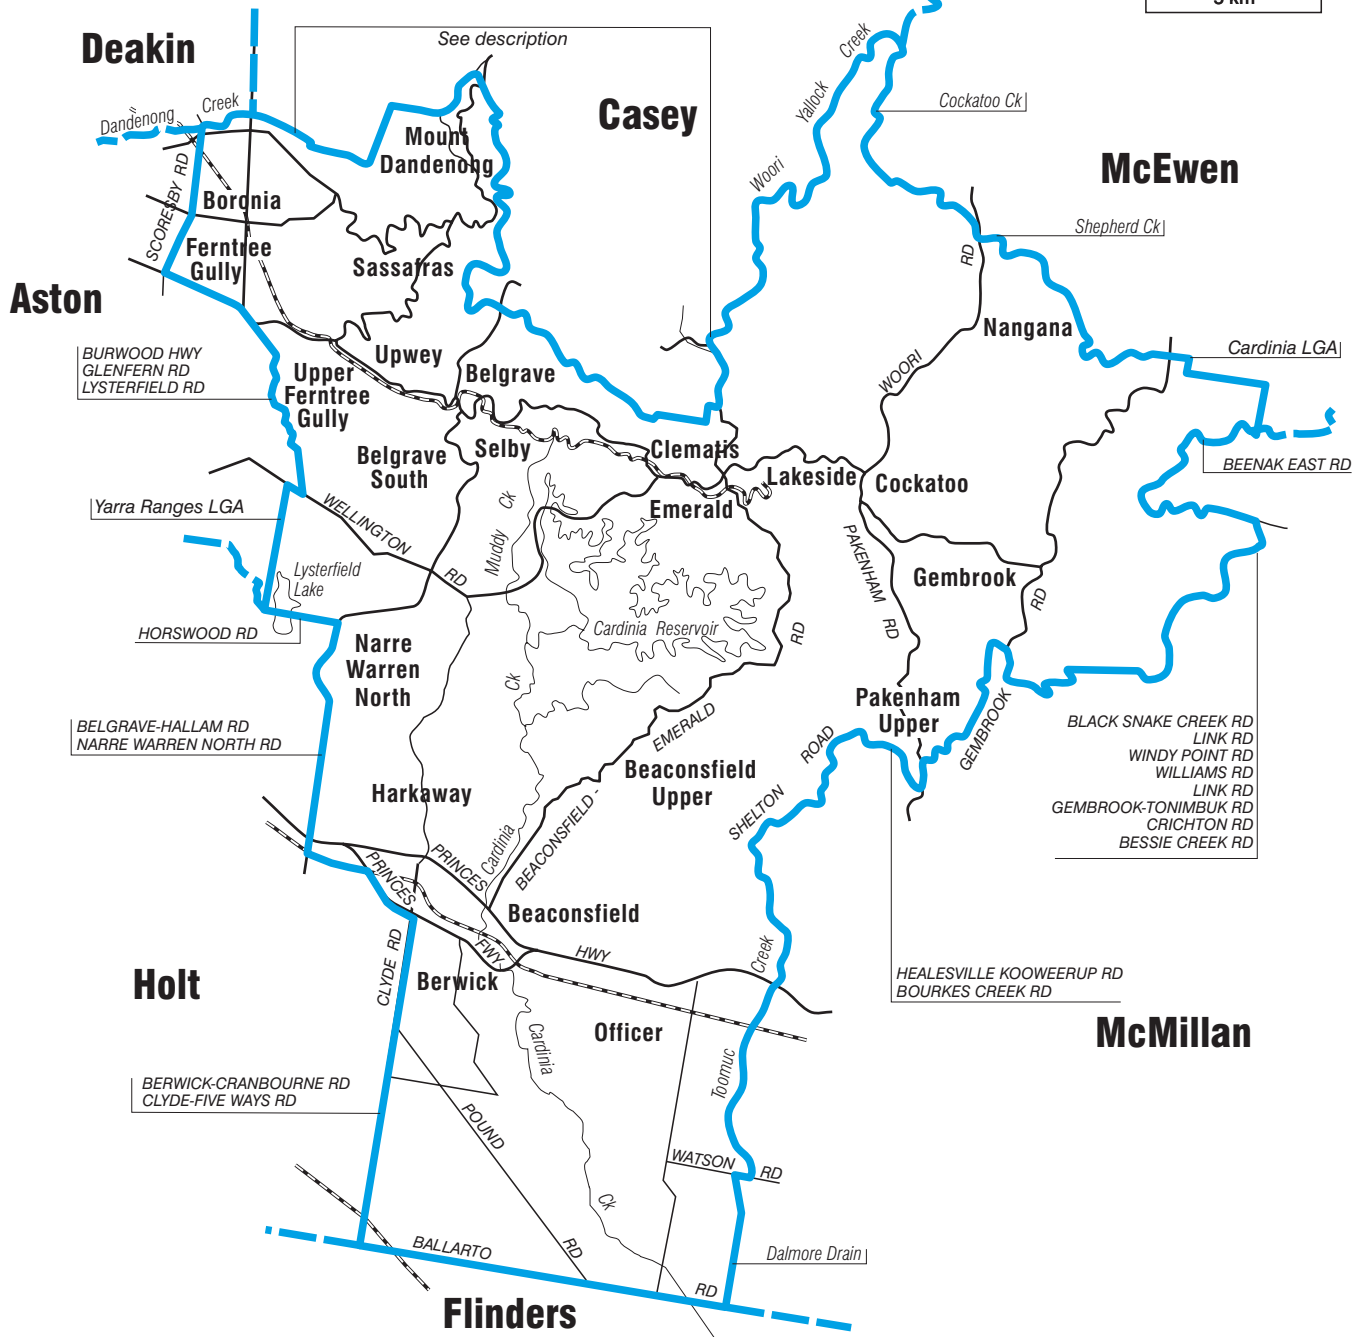 5 km
Deakin
See description
Creek
Casey
Dandenong
Creek
Yallock
Cockatoo Ck
Mount
Dandenong
McEwen
Woori
SCORESBY RD
Boronia
Shepherd Ck
Ferntree
Gully
Sassafras
RD
Aston
Nangana
BURWOOD HWY
GLENFERN RD
LYSTERFIELD RD
Upwey
Cardinia LGA
Upper
Ferntree
Gully
Belgrave
WOORI
Selby
Clematis
Belgrave
South
Lakeside
Cockatoo
BEENAK EAST RD
Yarra Ranges LGA
WELLINGTON
RD
Muddy
Ck
Emerald
PAKENHAM
RD
Lysterfield
Lake
Gembrook
RD
HORSWOOD RD
Cardinia Reservoir
RD
Narre
Warren
North
Ck
Pakenham
Upper
GEMBROOK
BELGRAVE-HALLAM RD
NARRE WARREN NORTH RD
EMERALD
ROAD
BLACK SNAKE CREEK RD
LINK RD
WINDY POINT RD
WILLIAMS RD
LINK RD
GEMBROOK-TONIMBUK RD
CRICHTON RD
BESSIE CREEK RD
Beaconsfield
Upper
Harkaway
SHELTON
BEACONSFIELD -
Cardinia
PRINCES
PRINCES
Beaconsfield
FWY
HWY
CLYDE RD
Creek
Holt
Berwick
HEALESVILLE KOOWEERUP RD
BOURKES CREEK RD
Officer
McMillan
Cardinia
BERWICK-CRANBOURNE RD
CLYDE-FIVE WAYS RD
Toomuc
POUND
WATSON
RD
Ck
BALLARTO
RD
Dalmore Drain
RD
Flinders